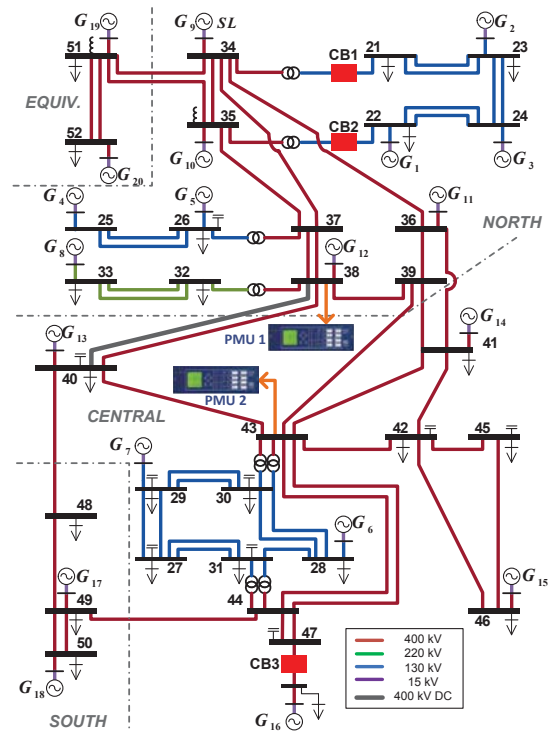 G19
G9 SL
G2
51
34
CB1
21
23
EQUIV.
52
35
CB2
22
24
G20
G10
G1
G3
G4
G5
G11
25
26
37
36
NORTH
G8
G12
33
32
38
39
G13
PMU 1
G14
40
41
PMU 2
CENTRAL
43
42
45
G7
29
30
G6
27
31
28
48
G17
44
G15
49
47
46
50
CB3
G18
SOUTH
G16
400 kV
220 kV
130 kV
15 kV
400 kV DC